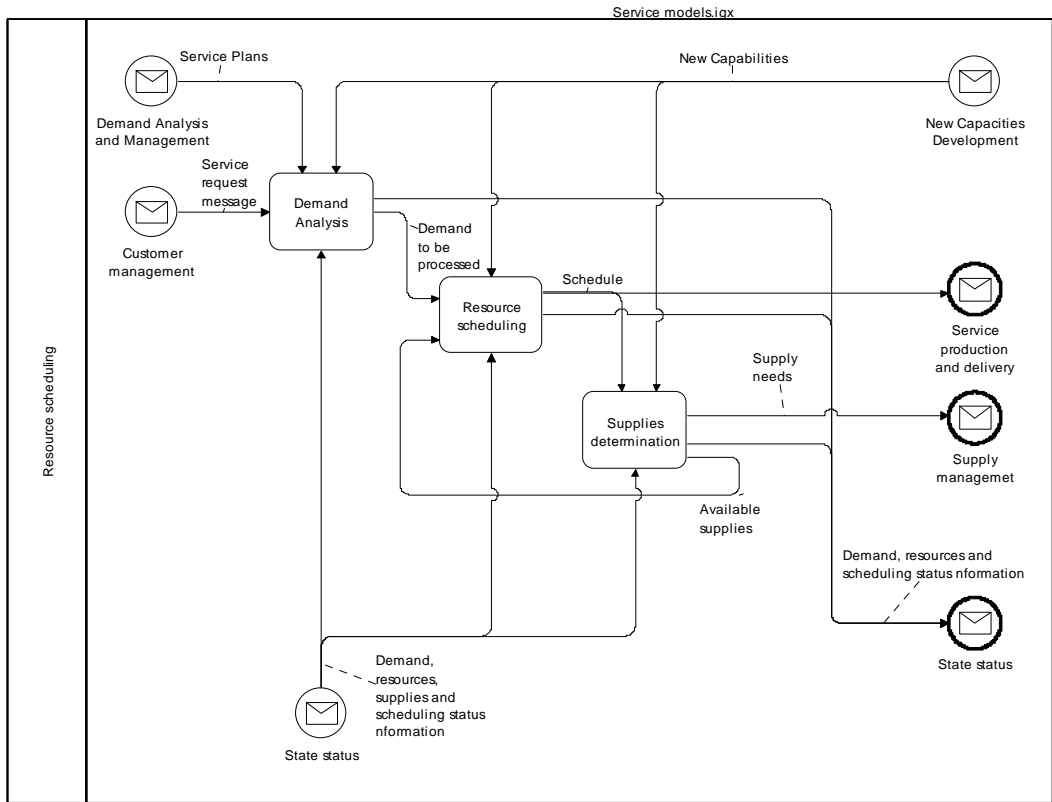 Service models.igx
Service Plans
New Capabilities
Demand Analysis
and Management
New Capacities
Development
Service
request
message
Demand
Analysis
Customer
management
Demand
to be
processed
Schedule
Resource
scheduling
Service
production
and delivery
Resource scheduling
Supply
needs
Supplies
determination
Supply
managemet
Available
supplies
Demand, resources and
scheduling status nformation
State status
Demand,
resources,
supplies and
scheduling status
nformation
State status